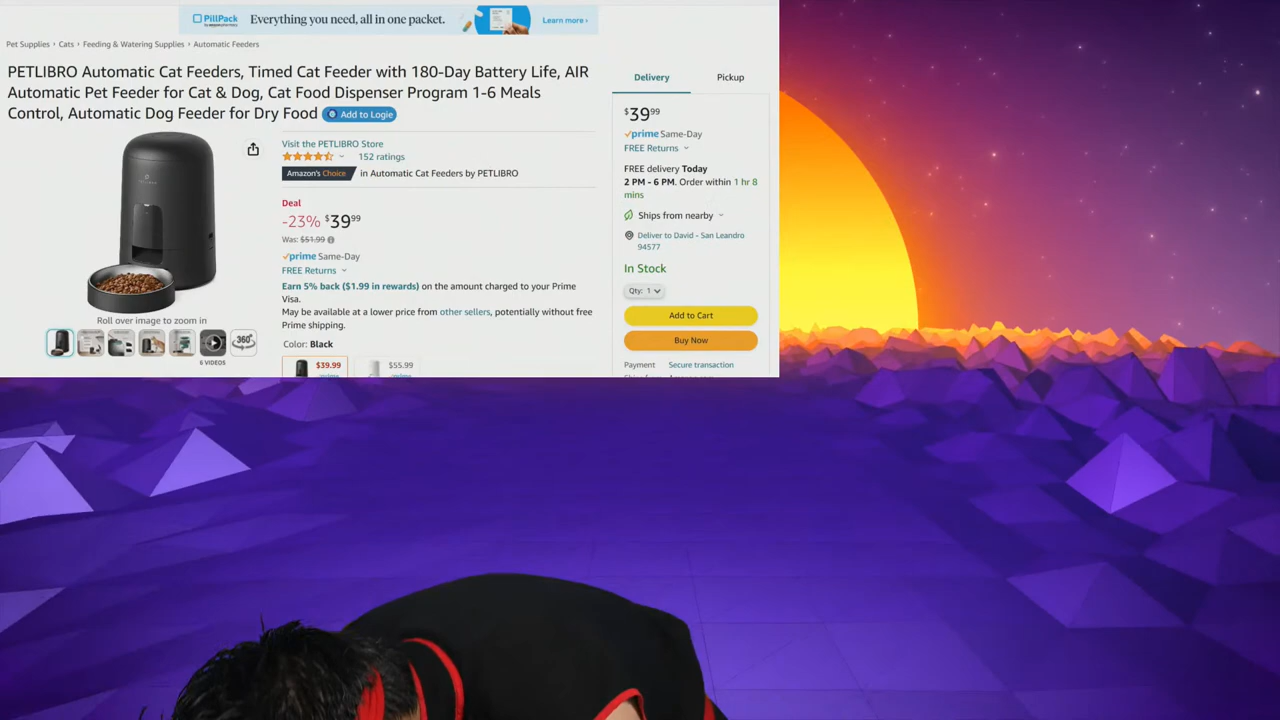 PillPack
BY AMAZON PHARMACY
Everything you need, all in one packet.
Learn more ›
Pet Supplies › Cats › Feeding & Watering Supplies › Automatic Feeders
PETLIBRO Automatic Cat Feeders, Timed Cat Feeder with 180-Day Battery Life, AIR
Automatic Pet Feeder for Cat & Dog, Cat Food Dispenser Program 1-6 Meals
Control, Automatic Dog Feeder for Dry Food
Add to Logie
PETLIBRO
Roll over image to zoom in
360°
6 VIDEOS
Visit the PETLIBRO Store
152 ratings
Amazon's Choice in Automatic Cat Feeders by PETLIBRO
Deal
-23% $39 99
Was: $51.99
prime Same-Day
FREE Returns
Earn 5% back ($1.99 in rewards) on the amount charged to your Prime
Visa.
May be available at a lower price from other sellers, potentially without free
Prime shipping.
Color: Black
$39.99
prime
$55.99
prime
Delivery
Pickup
$39 99
prime Same-Day
FREE Returns
FREE delivery Today
2 PM - 6 PM. Order within 1 hr 8
mins
Ships from nearby
Deliver to David - San Leandro
94577
In Stock
Qty: 1
Add to Cart
Buy Now
Payment Secure transaction